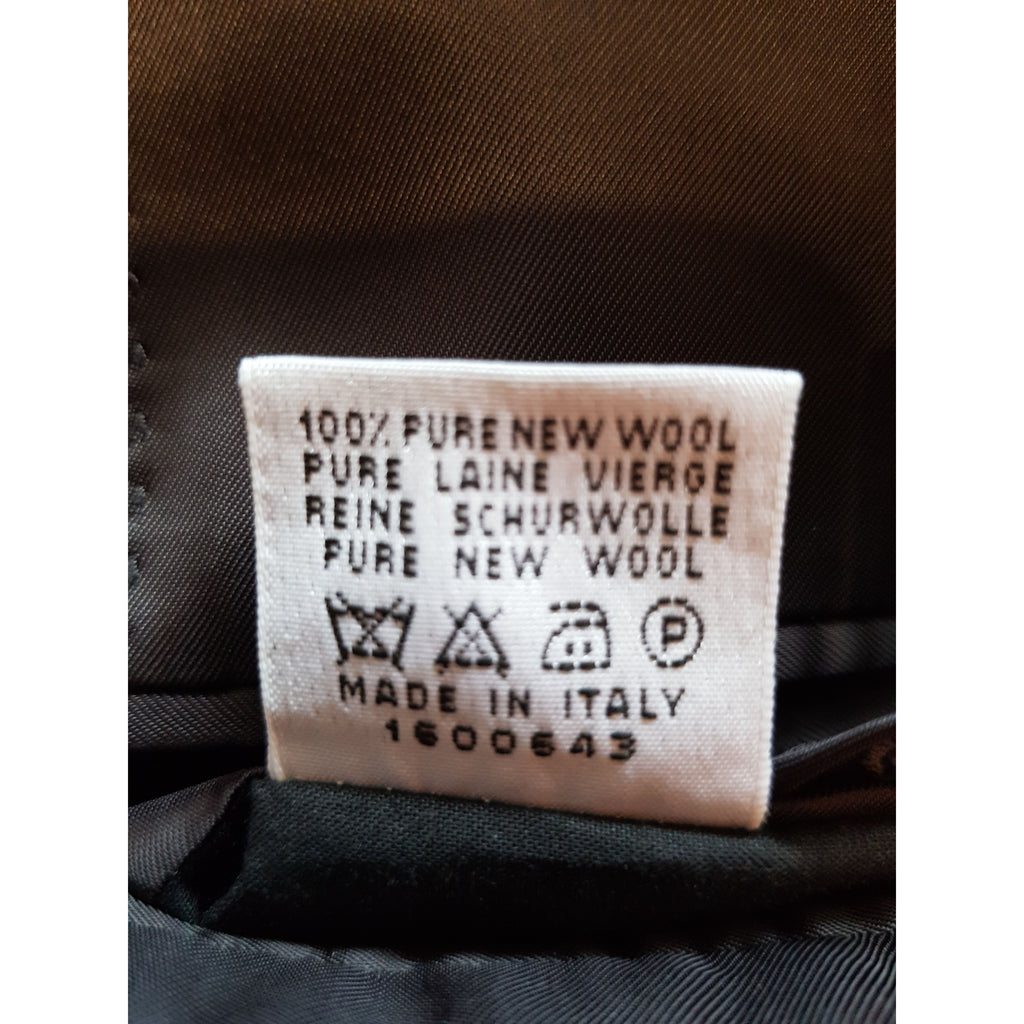 100% PURE NEW WOOL
PURE LAINE VIERGE
REINE SCHURWOLLE
PURE NEW WOOL
P
MADE IN ITALY
1600643